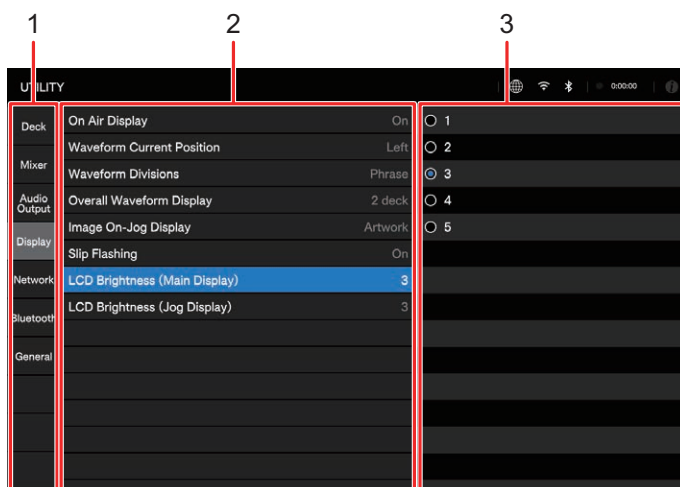 1 2 3
UTILITY 0:00:00
Deck
Mixer
Audio
Output
Display
Network
Bluetooth
General
On Air Display On
Waveform Current Position Left
Waveform Divisions Phrase
Overall Waveform Display 2 deck
Image On-Jog Display Artwork
Slip Flashing On
LCD Brightness (Main Display) 3
LCD Brightness (Jog Display) 3
1
2
3
4
5